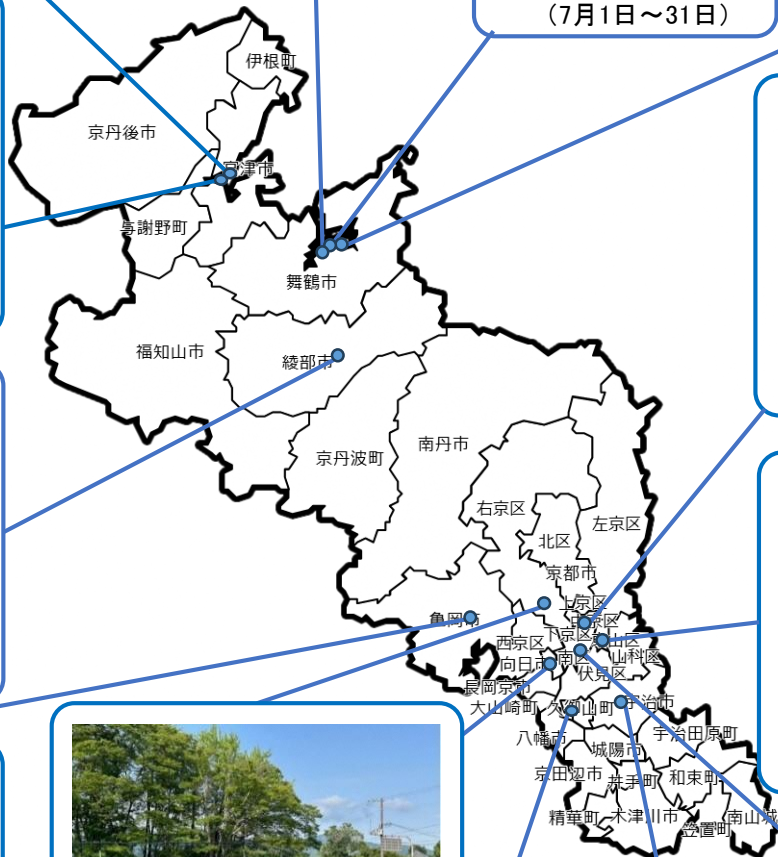 (7月1日～31日)
伊根町
京丹後市
宮津市
与謝野町
舞鶴市
福知山市
綾部市
京丹波町
南丹市
右京区
左京区
北区
京都市
上京区
中京区
亀岡市
下京区
東山区
西京区
山科区
向日市
南区
伏見区
長岡京市
大山崎町
久御山町
宇治市
八幡市
宇治田原町
城陽市
京田辺市
井手町
和束町
精華町
木津川市
笠置町
南山城